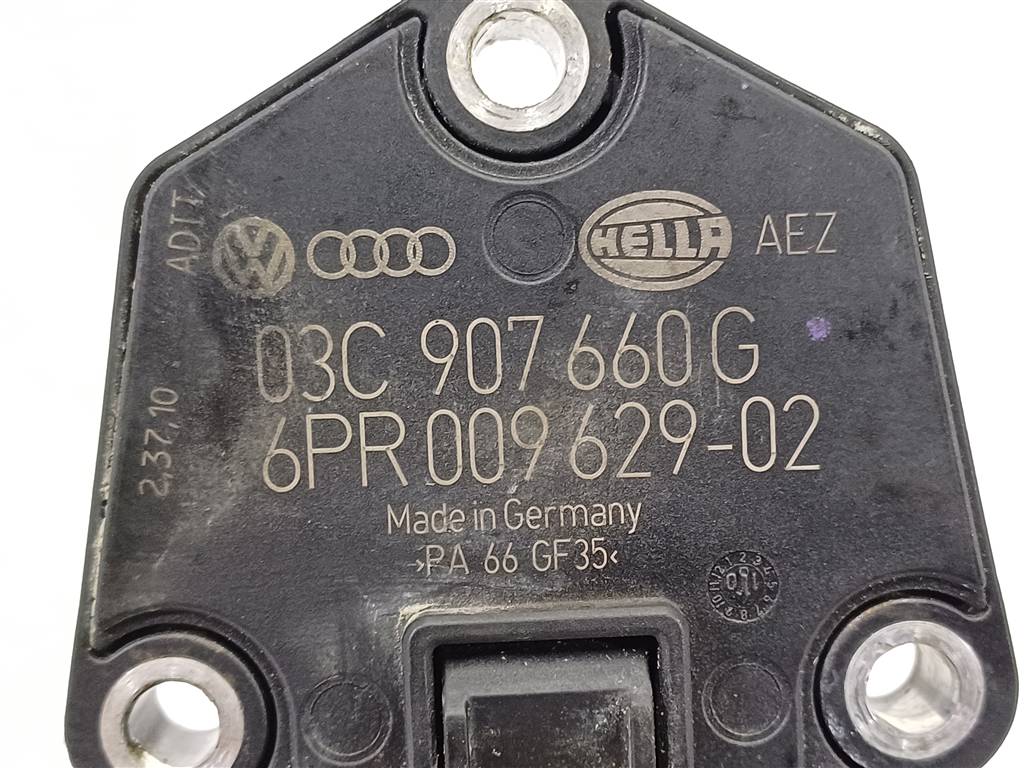 ADIT
VW
HELLA
AEZ
03C 907 660 G
6PR 009 629-02
2,37,10
Made in Germany
>PA 66 GF35<